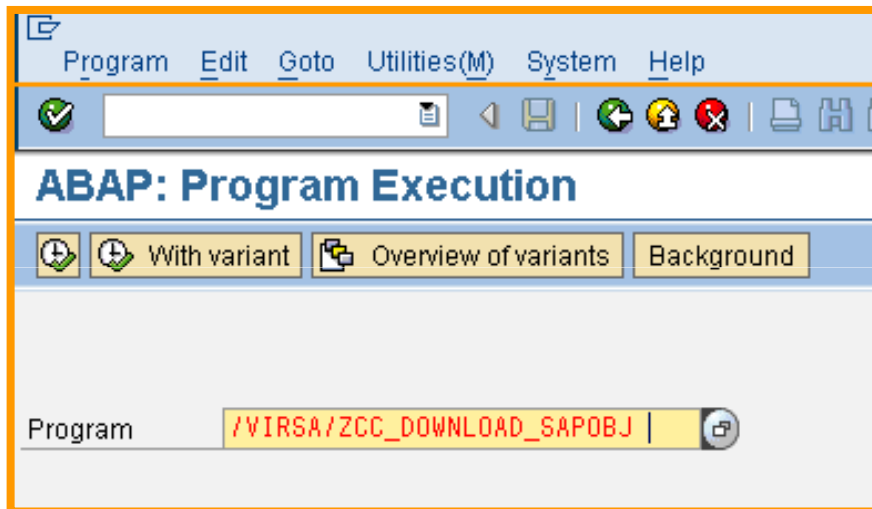 Program Edit Goto Utilities(M) System Help
ABAP: Program Execution
With variant Overview of variants Background
Program /VIRSA/ZCC_DOWNLOAD_SAPOBJ